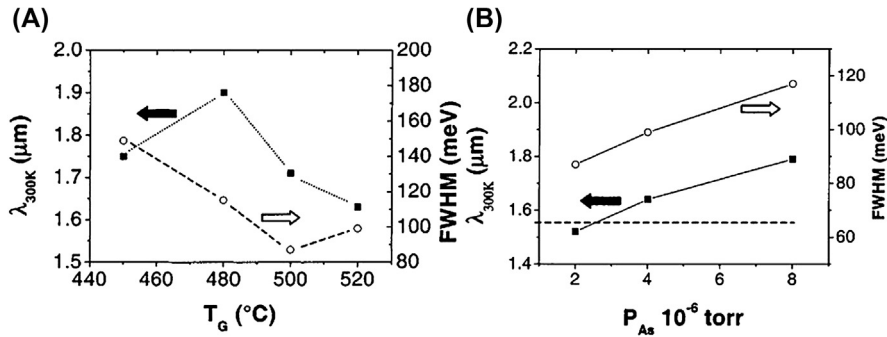 (A)
2.0
1.9
1.8
1.7
1.6
1.5
λ300K (μm)
440 460 480 500 520
TG (°C)
200
180
160
140
120
100
80
FWHM (meV)
(B)
2.2
2.0
1.8
1.6
1.4
λ300K (μm)
2 4 6 8
PAs 10-6 torr
120
100
80
60
FWHM (meV)